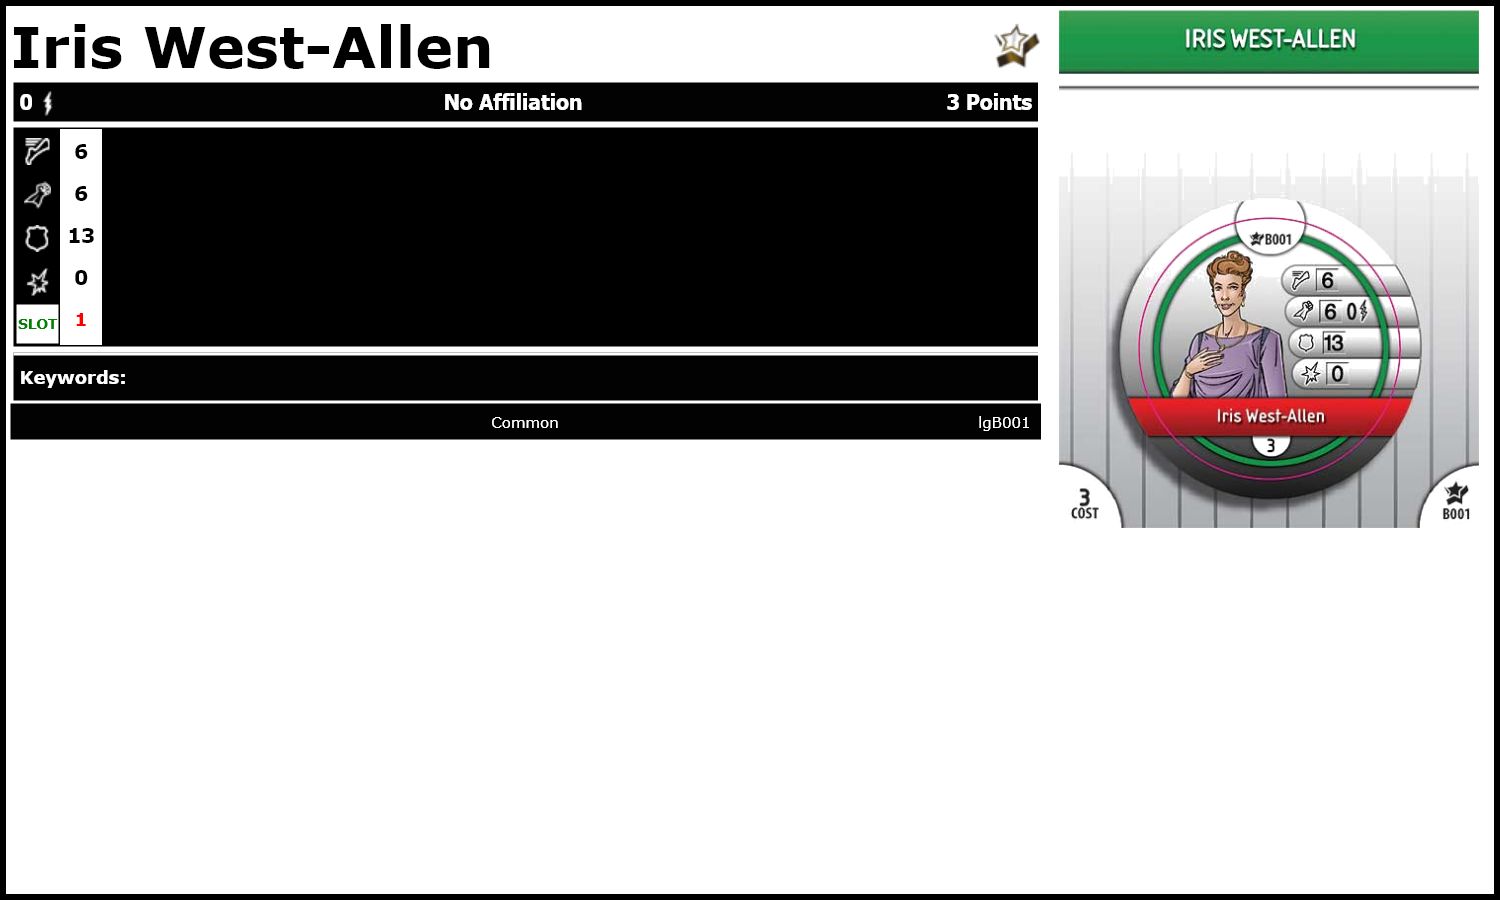 Iris West-Allen
0 No Affiliation 3 Points
6
6
13
0
SLOT 1
Keywords:
Common lgB001
IRIS WEST-ALLEN
B001
6
6 0
13
0
Iris West-Allen
3
3
COST
B001